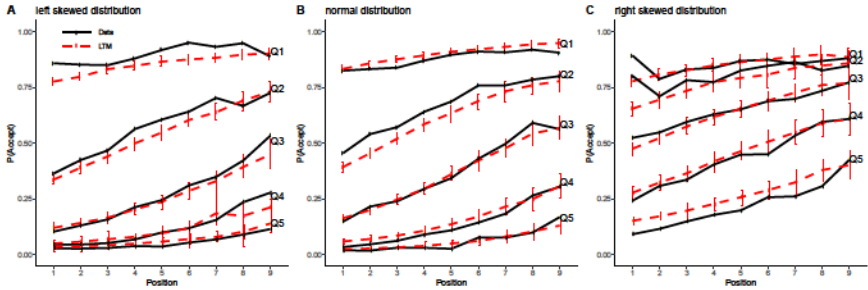 A left skewed distribution
B normal distribution
C right skewed distribution
Data
LTM
P(Accept)
1.00
0.75
0.50
0.25
0.00
Q1
Q2
Q3
Q4
Q5
1 2 3 4 5 6 7 8 9
Position
P(Accept)
1.00
0.75
0.50
0.25
0.00
Q1
Q2
Q3
Q4
Q5
1 2 3 4 5 6 7 8 9
Position
P(Accept)
1.00
0.75
0.50
0.25
0.00
Q1
Q2
Q3
Q4
Q5
1 2 3 4 5 6 7 8 9
Position